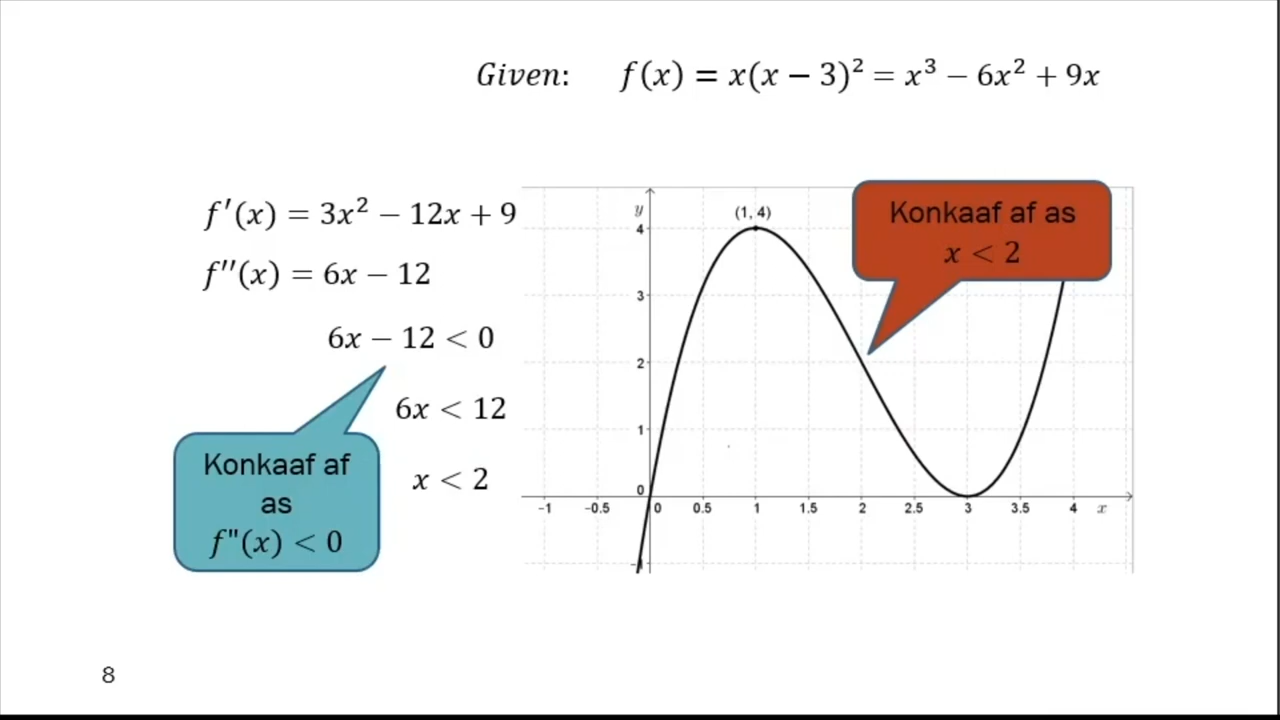 Given: f(x) = x(x − 3)² = x³ − 6x² + 9x
f′(x) = 3x² − 12x + 9
f′′(x) = 6x − 12
6x − 12 < 0
6x < 12
x < 2
Konkaaf af
as
f"(x) < 0
Konkaaf af as
x < 2
(1, 4)
y
4
3
2
1
0
-1
-1 -0.5 0 0.5 1 1.5 2 2.5 3 3.5 4 x
8